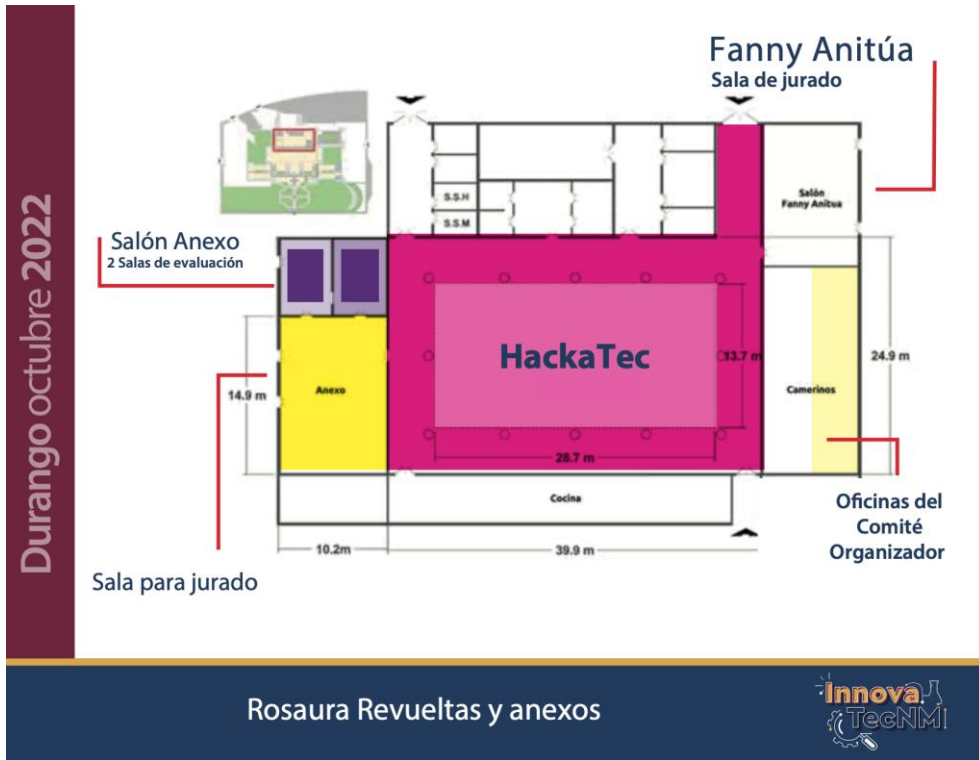 Durango octubre 2022
Fanny Anitúa
Sala de jurado
S.S.H
S.S.M
Salón
Fanny Anitua
Salón Anexo
2 Salas de evaluación
HackaTec
13.7 m
24.9 m
14.9 m
Anexo
Camerinos
28.7 m
Cocina
10.2m
39.9 m
Oficinas del
Comité
Organizador
Sala para jurado
Rosaura Revueltas y anexos
Innova
TecNM